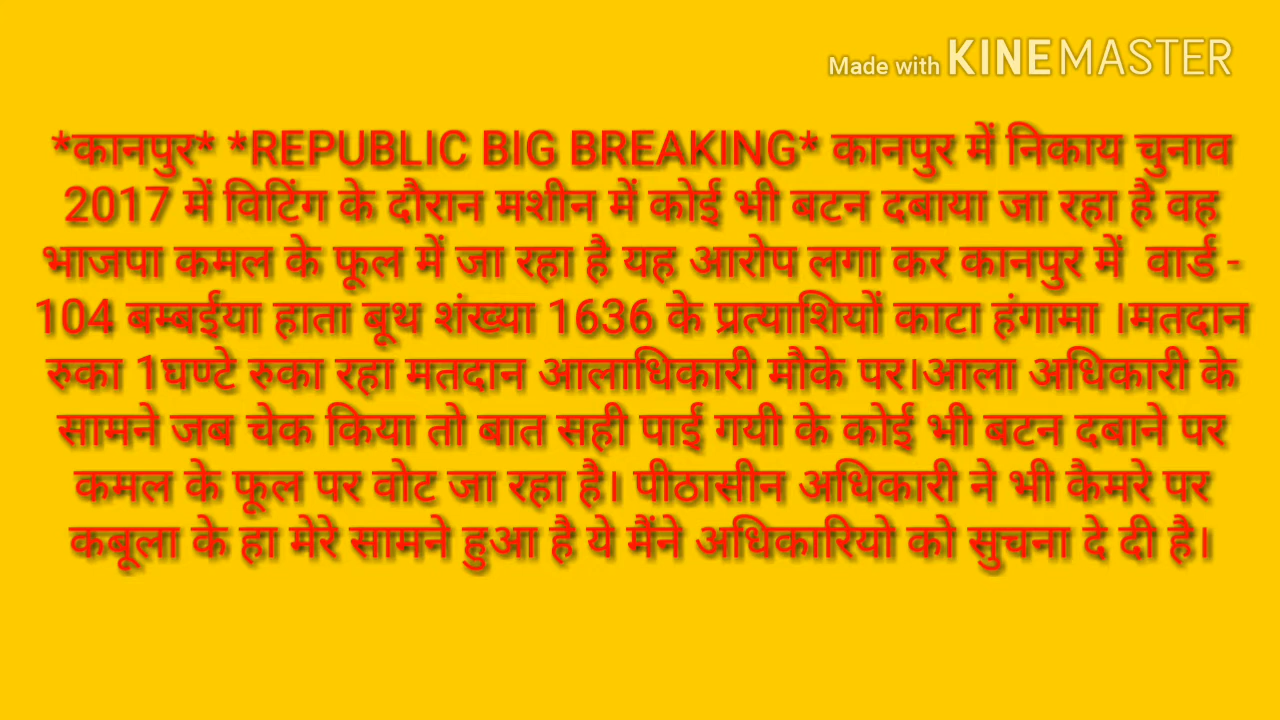 Made with KINEMASTER
*कानपुर* *REPUBLIC BIG BREAKING* कानपुर में निकाय चुनाव
2017 में विटिंग के दौरान मशीन में कोई भी बटन दबाया जा रहा है वह
भाजपा कमल के फूल में जा रहा है यह आरोप लगा कर कानपुर में वार्ड -
104 बम्बईया हाता बूथ शंख्या 1636 के प्रत्याशियों काटा हंगामा ।मतदान
रुका 1घण्टे रुका रहा मतदान आलाधिकारी मौके पर।आला अधिकारी के
सामने जब चेक किया तो बात सही पाई गयी के कोई भी बटन दबाने पर
कमल के फूल पर वोट जा रहा है। पीठासीन अधिकारी ने भी कैमरे पर
कबूला के हा मेरे सामने हुआ है ये मैंने अधिकारियो को सुचना दे दी है।